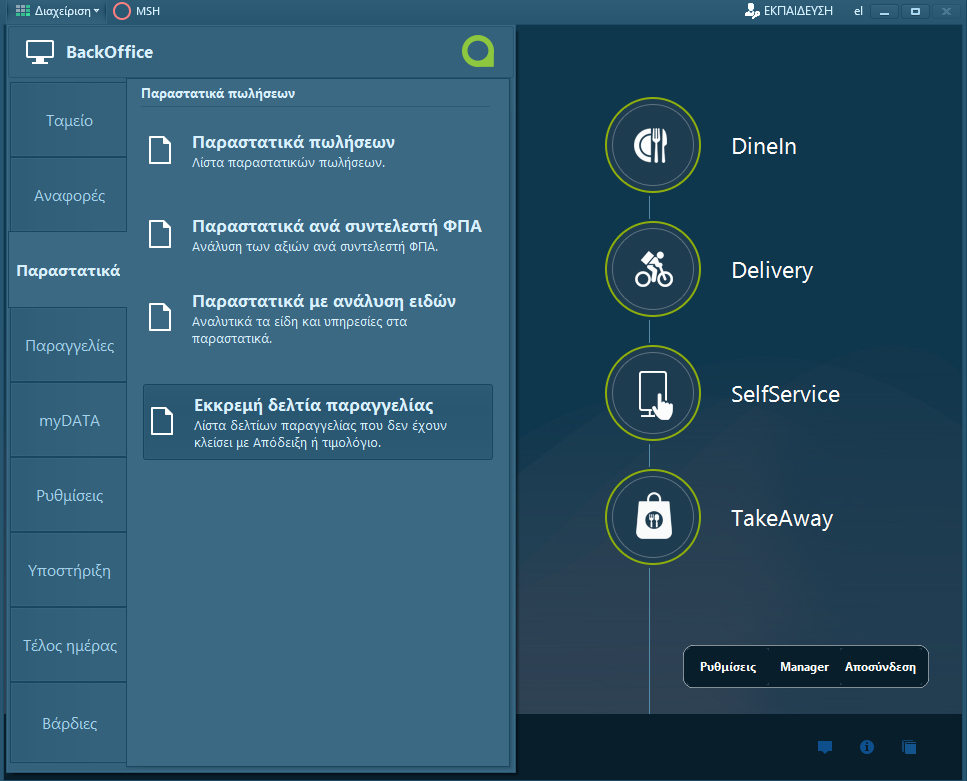 Διαχείριση
MSH
ΕΚΠΑΙΔΕΥΣΗ
el
BackOffice
Ταμείο
Αναφορές
Παραστατικά
Παραγγελίες
myDATA
Ρυθμίσεις
Υποστήριξη
Τέλος ημέρας
Βάρδιες
Παραστατικά πωλήσεων
Παραστατικά πωλήσεων
Λίστα παραστατικών πωλήσεων.
Παραστατικά ανά συντελεστή ΦΠΑ
Ανάλυση των αξιών ανά συντελεστή ΦΠΑ.
Παραστατικά με ανάλυση ειδών
Αναλυτικά τα είδη και υπηρεσίες στα
παραστατικά.
Εκκρεμή δελτία παραγγελίας
Λίστα δελτίων παραγγελίας που δεν έχουν
κλείσει με Απόδειξη ή τιμολόγιο.
DineIn
Delivery
SelfService
TakeAway
Ρυθμίσεις
Manager
Αποσύνδεση